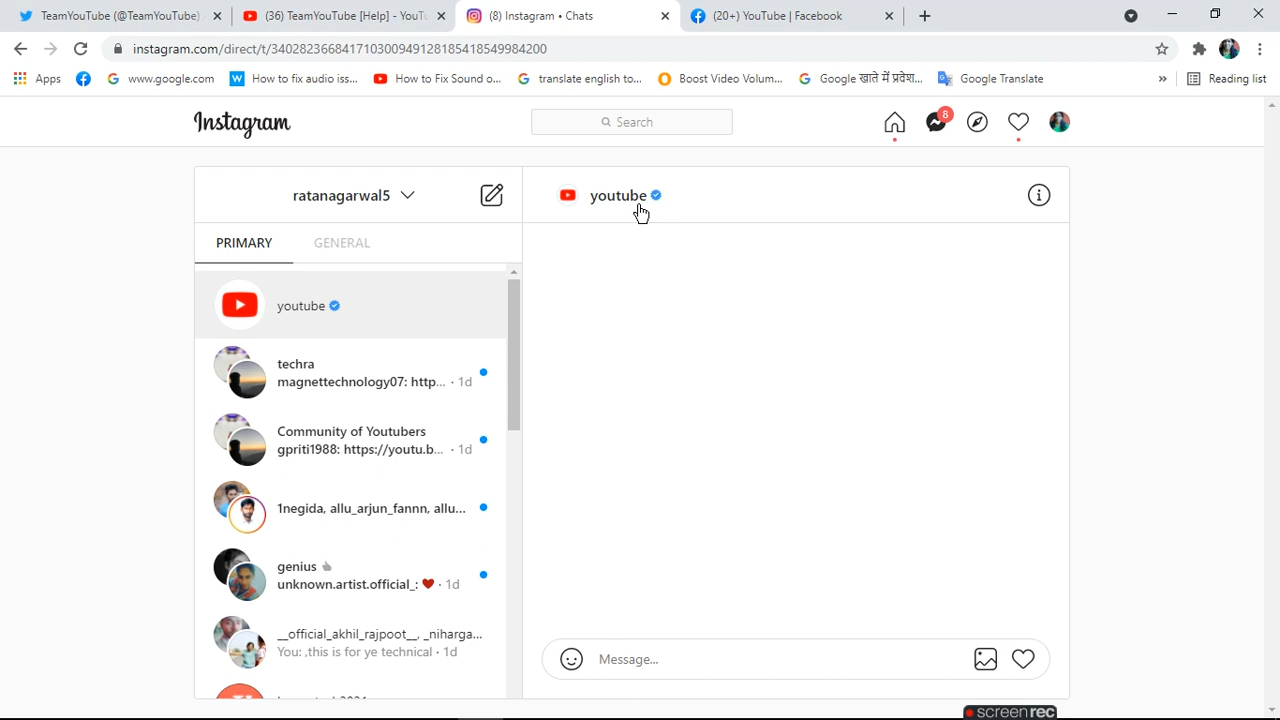 TeamYouTube (@TeamYouTube)
(36) TeamYouTube [Help] - YouT
(8) Instagram • Chats
(20+) YouTube | Facebook
instagram.com/direct/t/340282366841710300949128185418549984200
Apps
www.google.com
How to fix audio iss...
How to Fix Sound o...
translate english to...
Boost Video Volum...
Google खाते में प्रवेश...
Google Translate
»
Reading list
Instagram
Search
8
ratanagarwal5
youtube
PRIMARY
GENERAL
youtube
techra
magnettechnology07: http... · 1d
Community of Youtubers
gpriti1988: https://youtu.b... · 1d
1negida, allu_arjun_fannn, allu...
genius
unknown.artist.official_: ❤ · 1d
__official_akhil_rajpoot__, _niharga...
You: ,this is for ye technical · 1d
Message...
screenrec